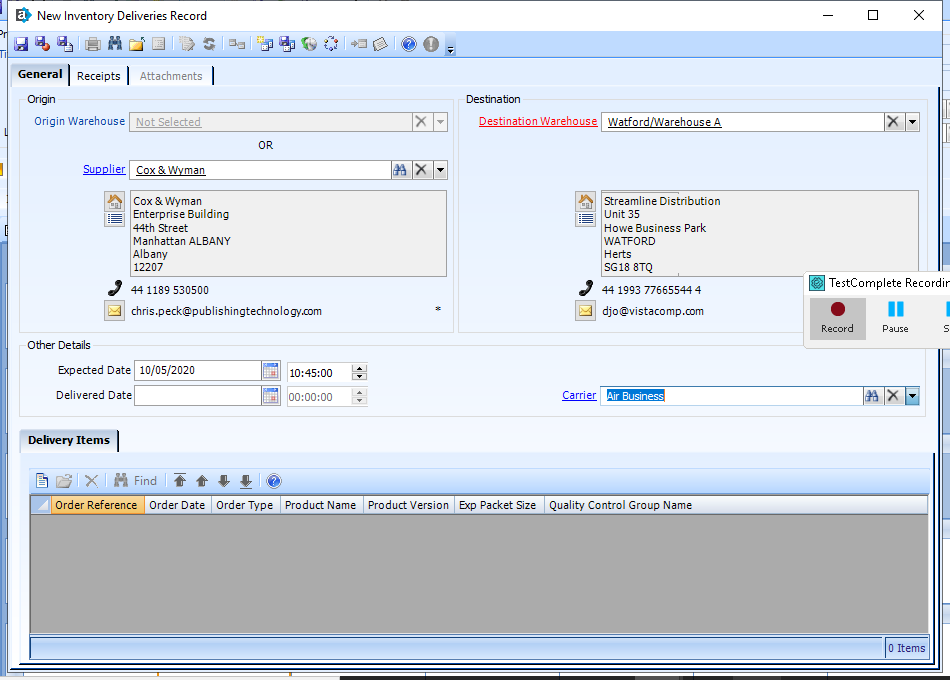 New Inventory Deliveries Record
General Receipts Attachments
Origin
Origin Warehouse Not Selected
OR
Supplier Cox & Wyman
Cox & Wyman
Enterprise Building
44th Street
Manhattan ALBANY
Albany
12207
44 1189 530500
chris.peck@publishingtechnology.com *
Destination
Destination Warehouse Watford/Warehouse A
Streamline Distribution
Unit 35
Howe Business Park
WATFORD
Herts
SG18 8TQ
44 1993 77665544 4
djo@vistacomp.com
TestComplete Recordin
Record Pause S
Other Details
Expected Date 10/05/2020 10:45:00
Delivered Date 00:00:00
Carrier Air Business
Delivery Items
Find
Order Reference Order Date Order Type Product Name Product Version Exp Packet Size Quality Control Group Name
0 Items